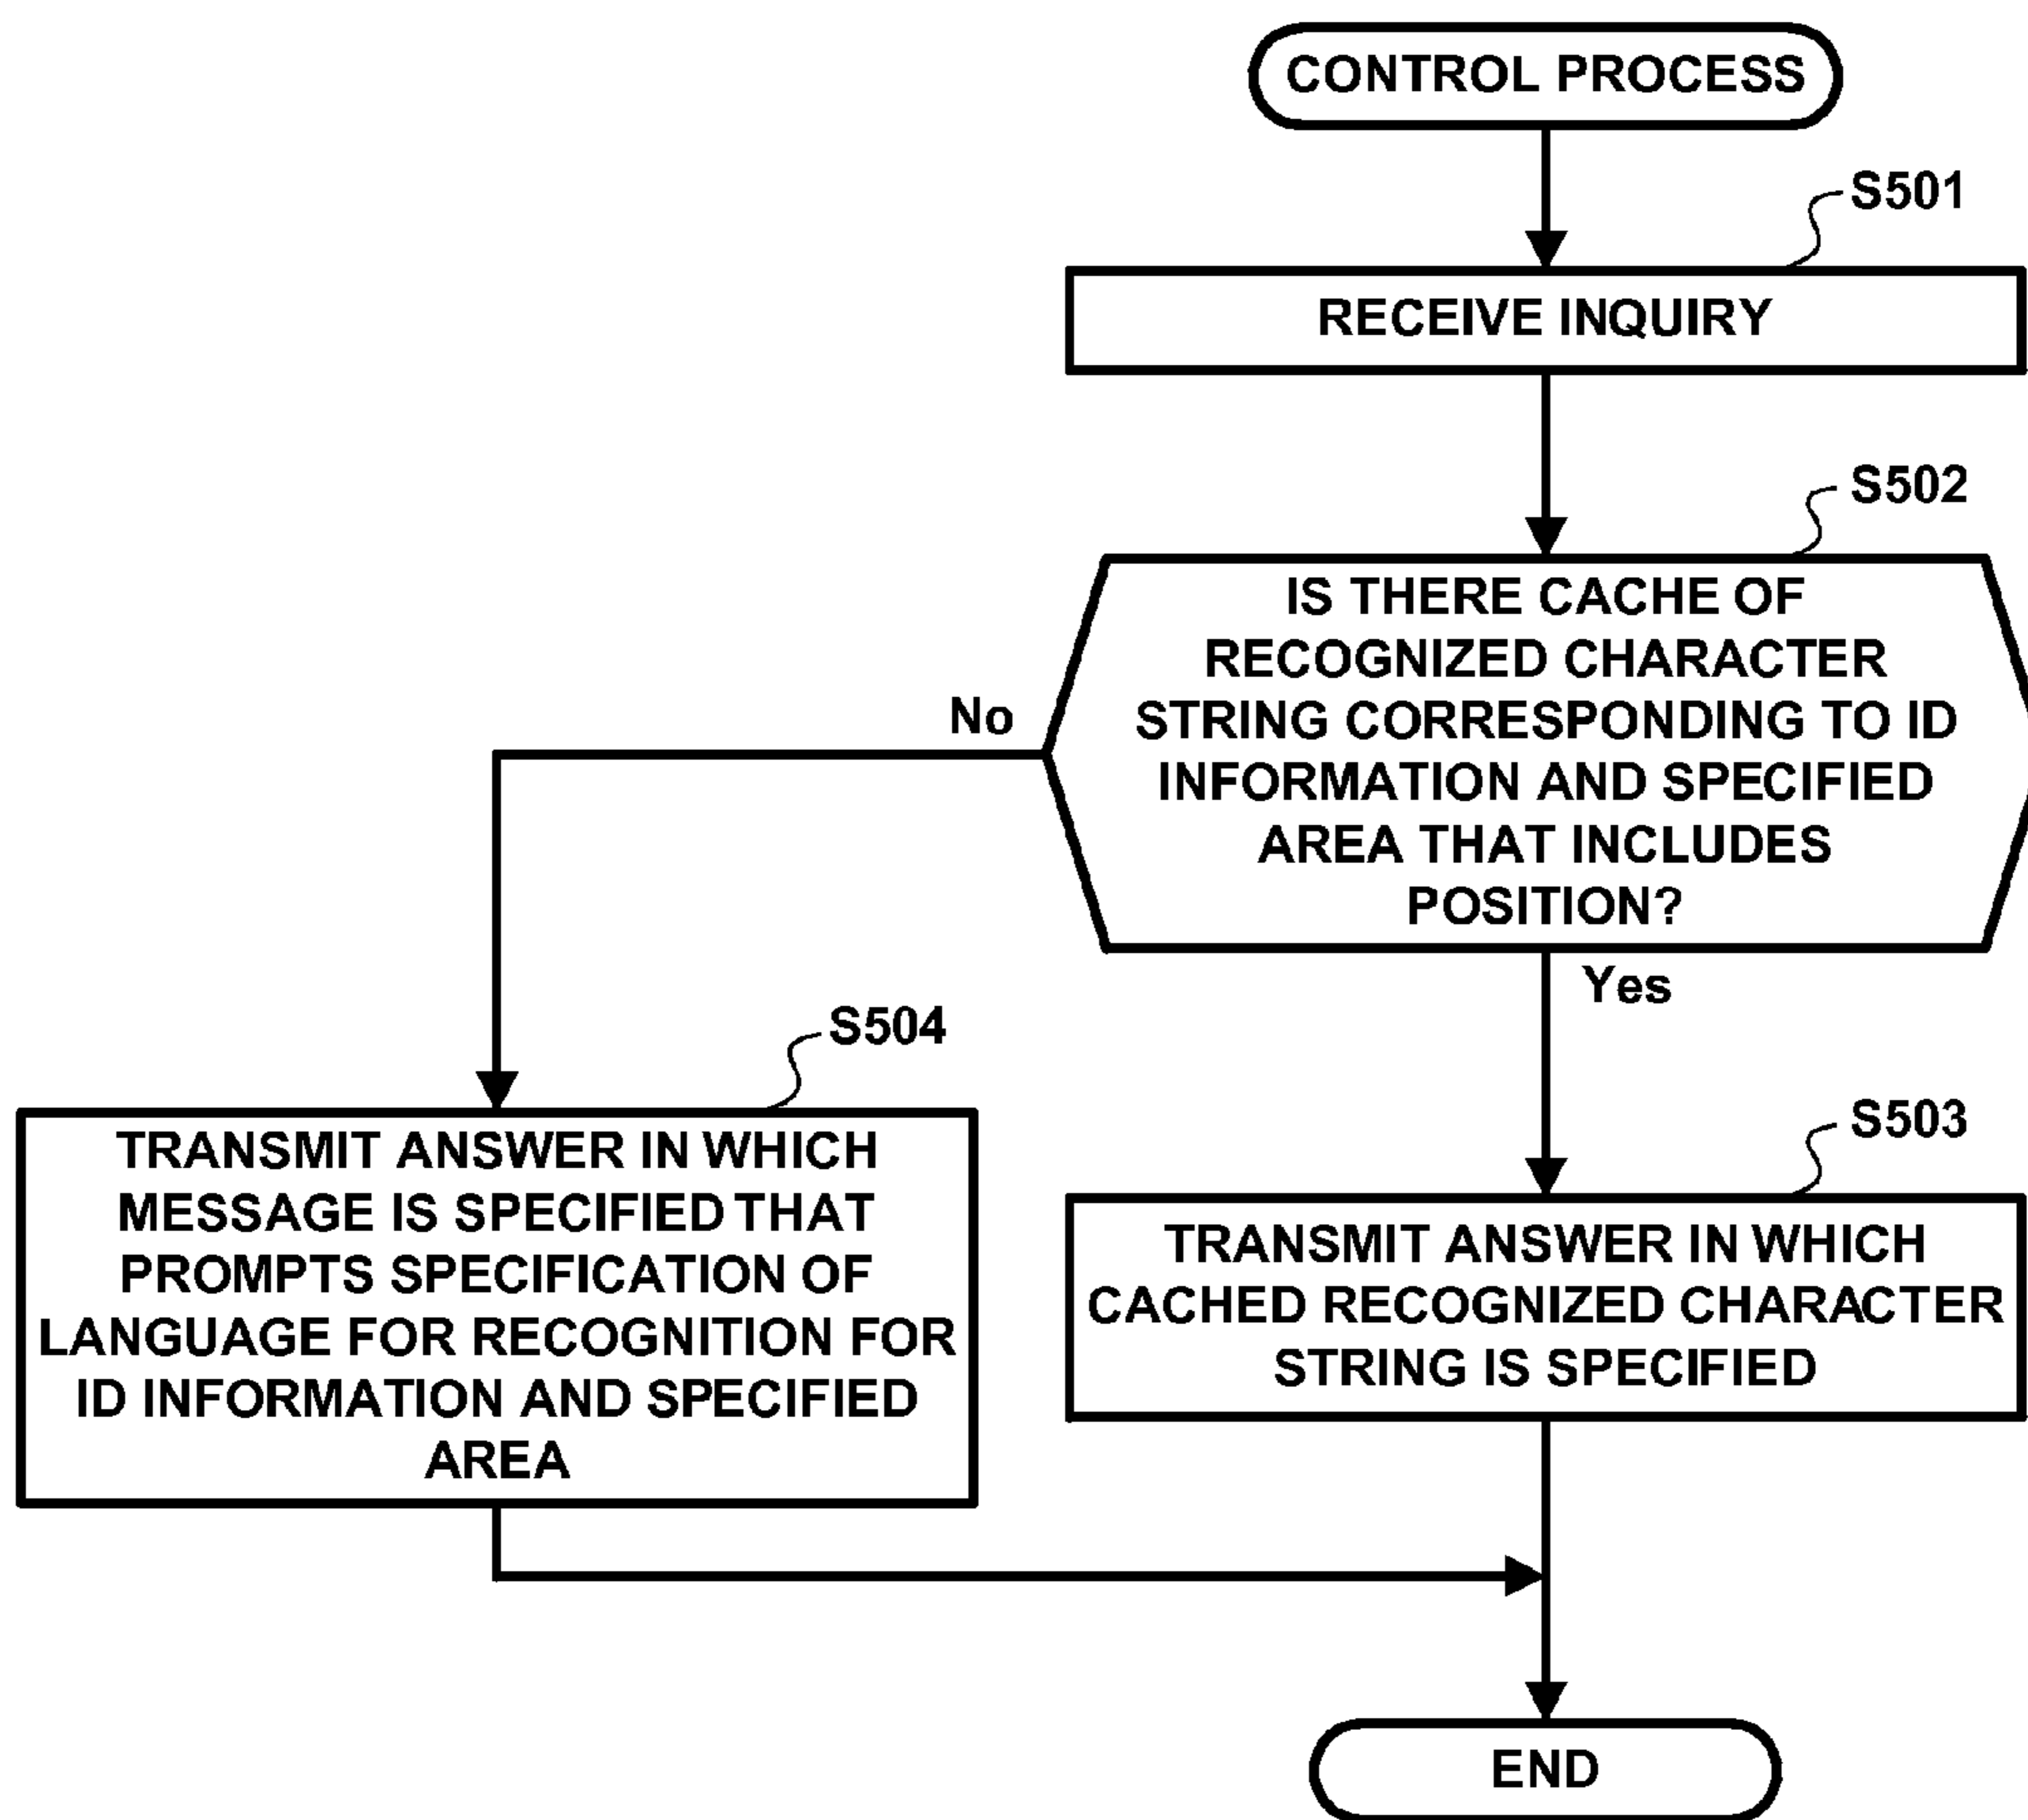 CONTROL PROCESS
S501
RECEIVE INQUIRY
S502
IS THERE CACHE OF
RECOGNIZED CHARACTER
STRING CORRESPONDING TO ID
INFORMATION AND SPECIFIED
AREA THAT INCLUDES
POSITION?
No
Yes
S504
TRANSMIT ANSWER IN WHICH
MESSAGE IS SPECIFIED THAT
PROMPTS SPECIFICATION OF
LANGUAGE FOR RECOGNITION FOR
ID INFORMATION AND SPECIFIED
AREA
S503
TRANSMIT ANSWER IN WHICH
CACHED RECOGNIZED CHARACTER
STRING IS SPECIFIED
END